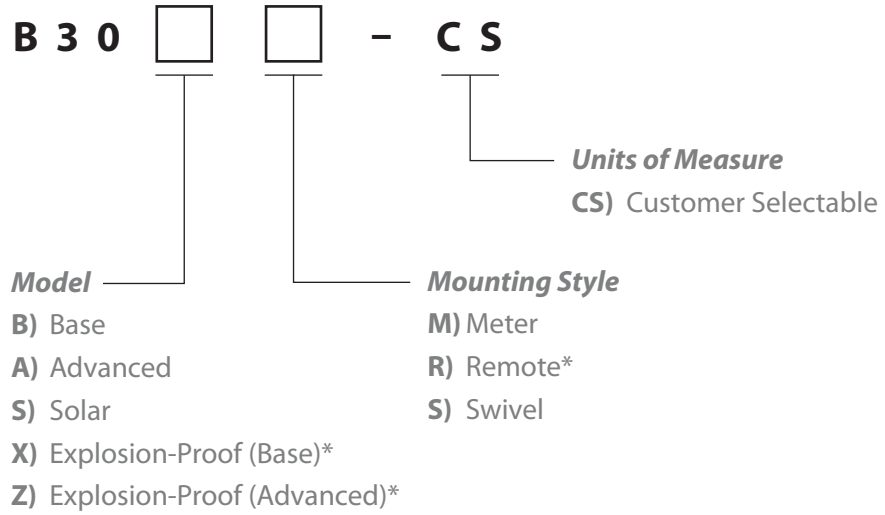 B 3 0 □ □ – C S
Units of Measure
CS) Customer Selectable
Model
B) Base
A) Advanced
S) Solar
X) Explosion-Proof (Base)*
Z) Explosion-Proof (Advanced)*
Mounting Style
M) Meter
R) Remote*
S) Swivel